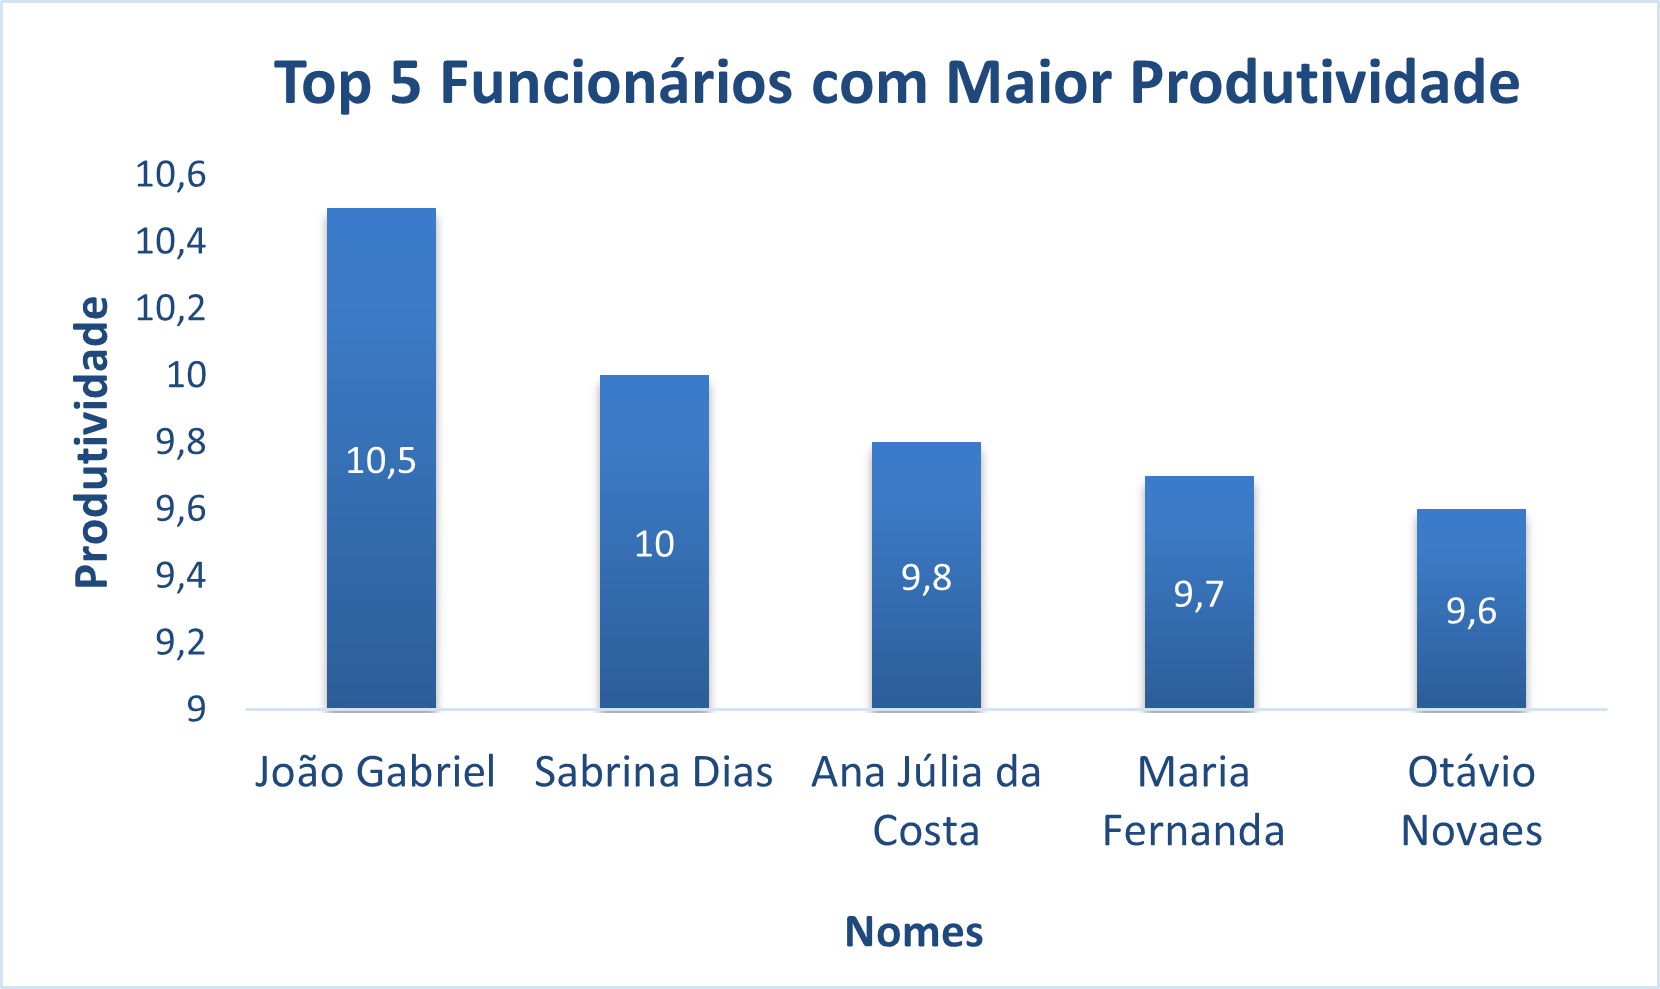 Top 5 Funcionários com Maior Produtividade
Produtividade
10,6
10,4
10,2
10
9,8
9,6
9,4
9,2
9
10,5
10
9,8
9,7
9,6
João Gabriel
Sabrina Dias
Ana Júlia da
Costa
Maria
Fernanda
Otávio
Novaes
Nomes